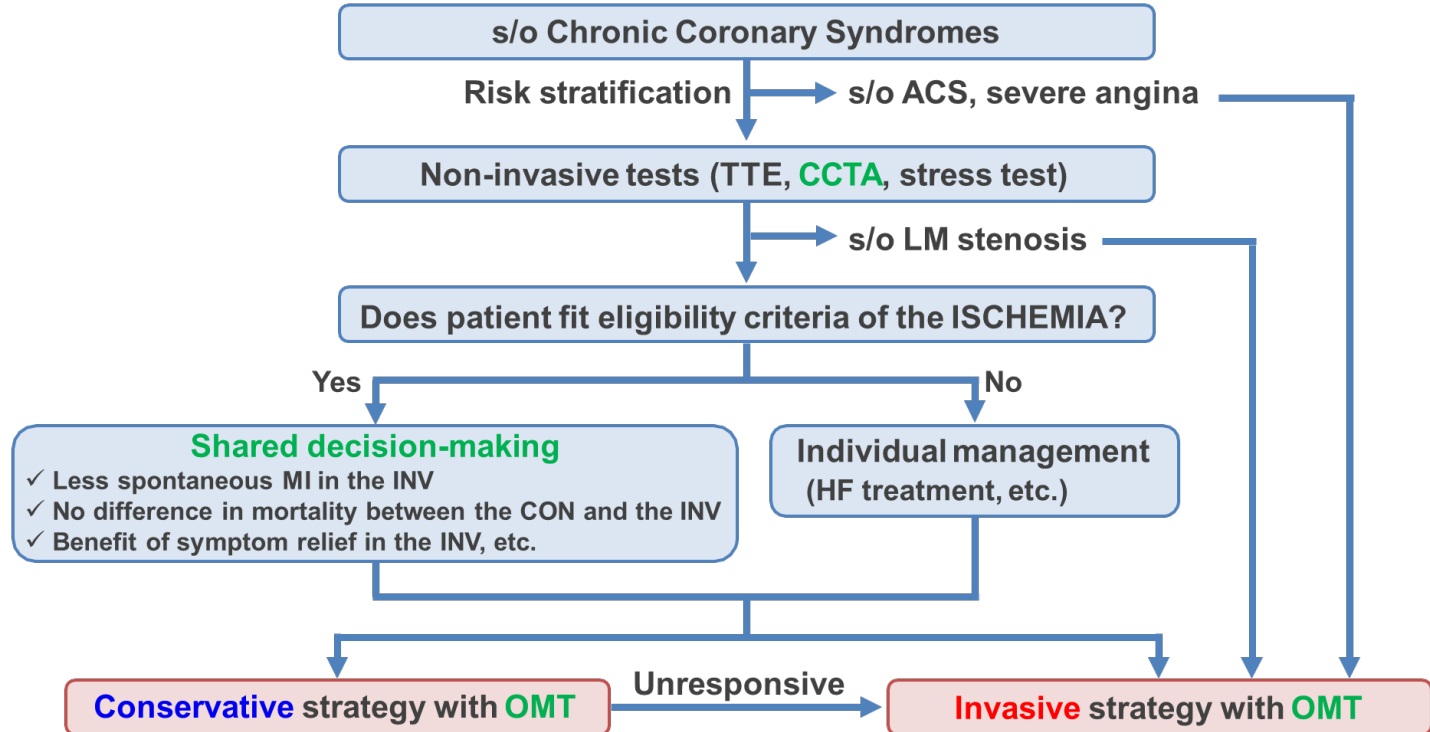 s/o Chronic Coronary Syndromes
Risk stratification
s/o ACS, severe angina
Non-invasive tests (TTE, CCTA, stress test)
s/o LM stenosis
Does patient fit eligibility criteria of the ISCHEMIA?
Yes
No
Shared decision-making
✓ Less spontaneous MI in the INV
✓ No difference in mortality between the CON and the INV
✓ Benefit of symptom relief in the INV, etc.
Individual management
(HF treatment, etc.)
Conservative strategy with OMT
Unresponsive
Invasive strategy with OMT